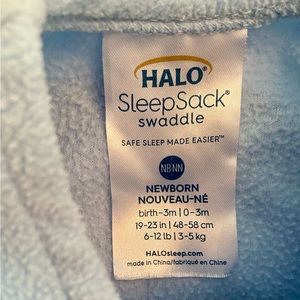 HALO®
SleepSack®
swaddle
SAFE SLEEP MADE EASIER™
NB|NN
NEWBORN
NOUVEAU-NÉ
birth-3m | 0-3m
19-23 in | 48-58 cm
6-12 lb | 3-5 kg
HALOsleep.com
made in China/fabriqué en Chine